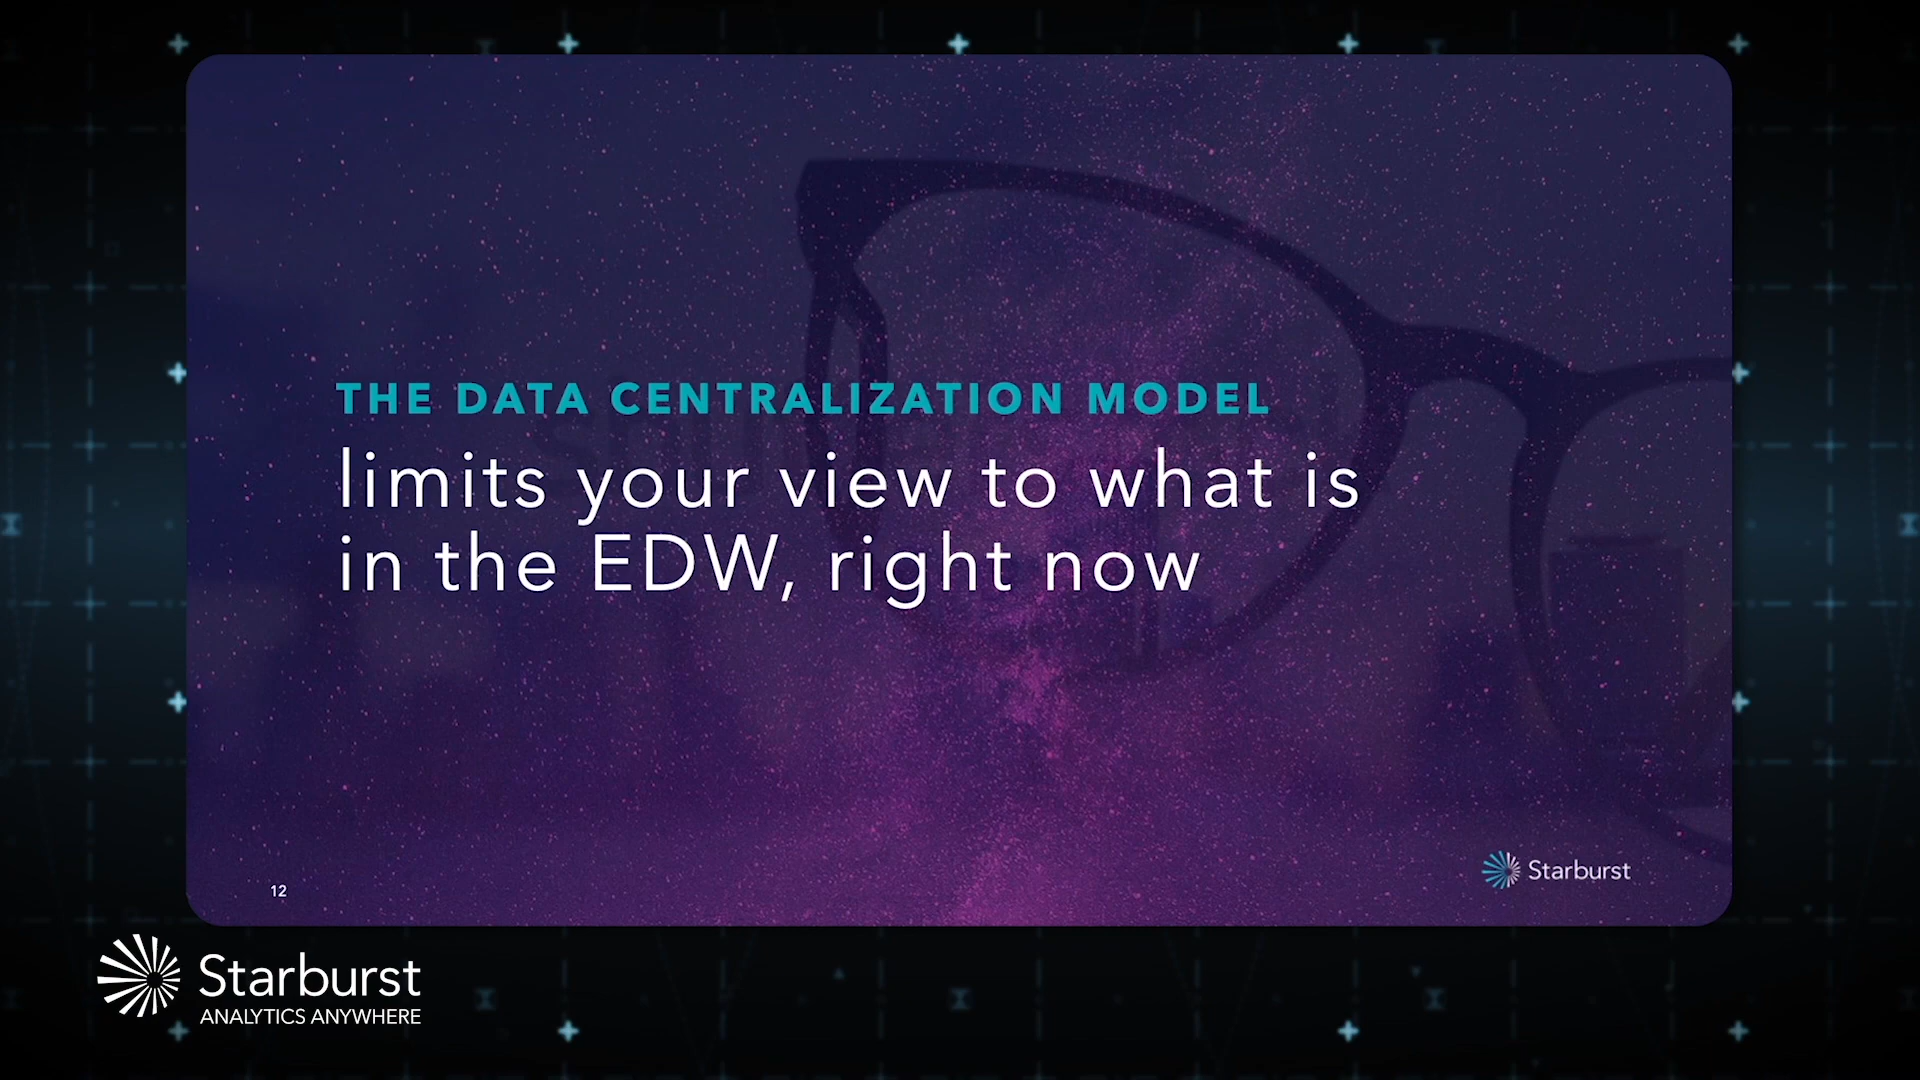 THE DATA CENTRALIZATION MODEL
limits your view to what is
in the EDW, right now
12
Starburst
Starburst
ANALYTICS ANYWHERE